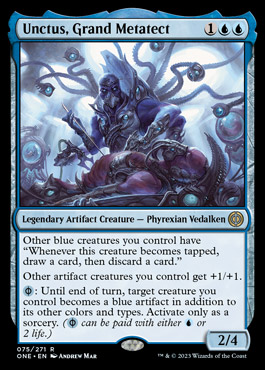 Unctus, Grand Metatect 1
Legendary Artifact Creature — Phyrexian Vedalken
Other blue creatures you control have
"Whenever this creature becomes tapped,
draw a card, then discard a card."
Other artifact creatures you control get +1/+1.
: Until end of turn, target creature
you control becomes a blue artifact in addition to
its other colors and types. Activate only as a
sorcery. ( can be paid with either or
2 life.)
2/4
075/271 R
ONE • EN Andrew Mar
™ & © 2023 Wizards of the Coast